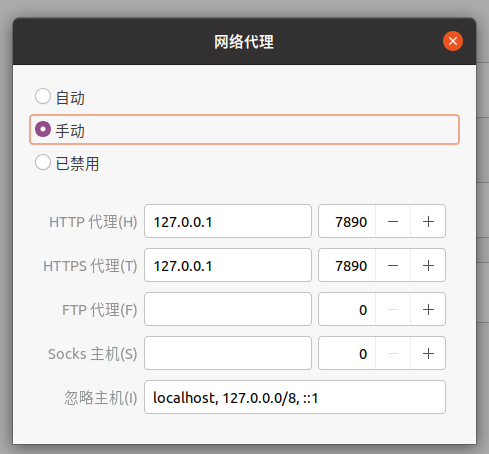 网络代理
自动
手动
已禁用
HTTP 代理(H) 127.0.0.1 7890 − +
HTTPS 代理(T) 127.0.0.1 7890 − +
FTP 代理(F) 0 − +
Socks 主机(S) 0 − +
忽略主机(I) localhost, 127.0.0.0/8, ::1